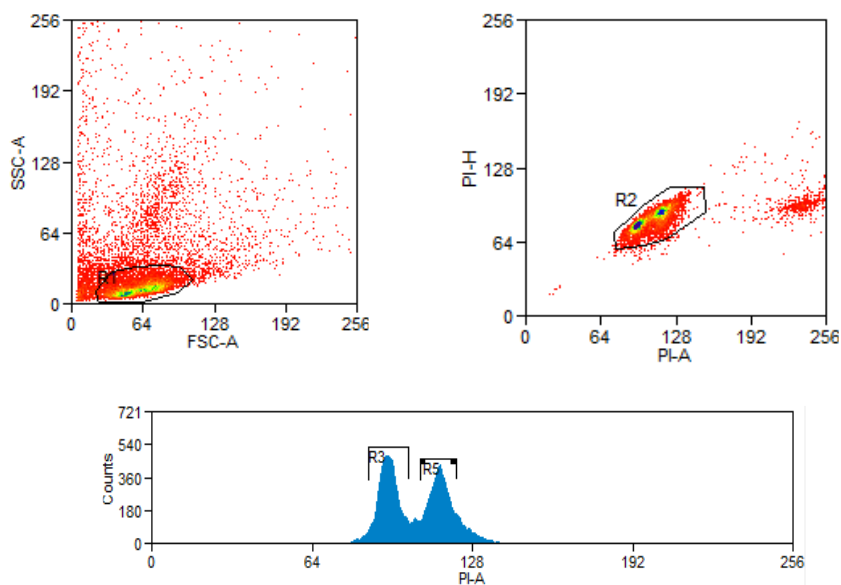 256
192
128
64
0
SSC-A
R1
0 64 128 192 256
FSC-A
256
192
128
64
0
PI-H
R2
0 64 128 192 256
PI-A
721
540
360
180
0
Counts
R3 R5
0 64 128 192 256
PI-A